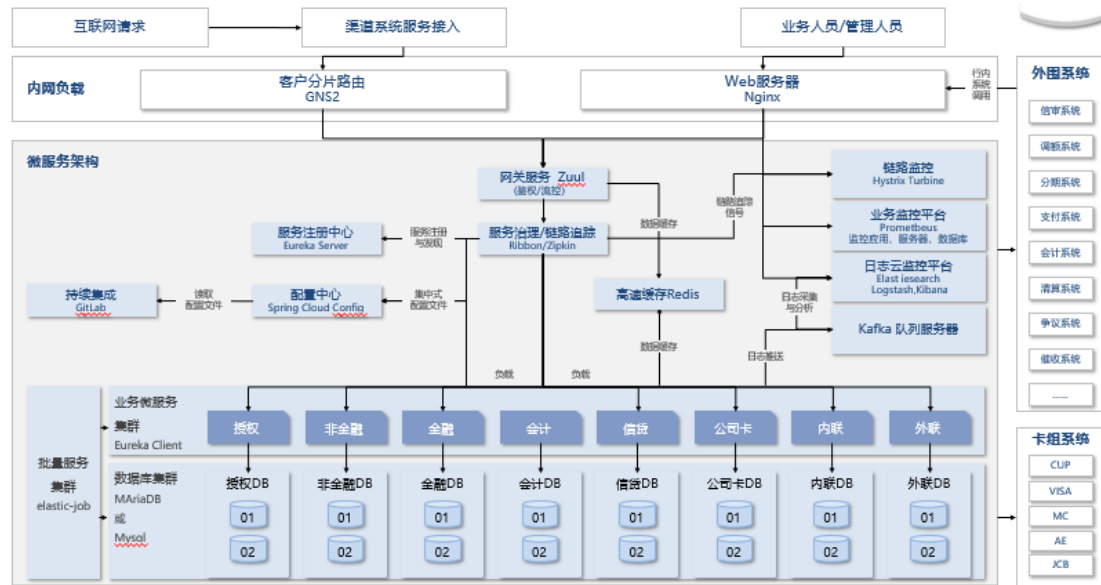 互联网请求
渠道系统服务接入
业务人员/管理人员
内网负载
客户分片路由
GNS2
Web服务器
Nginx
行内
系统
调用
外围系统
信审系统
调额系统
分期系统
支付系统
会计系统
清算系统
争议系统
催收系统
......
微服务架构
网关服务 Zuul
(鉴权/流控)
链路监控
Hystrix Turbine
链路追踪
信号
数据缓存
服务注册中心
Eureka Server
服务注册
与发现
服务治理/链路追踪
Ribbon/Zipkin
业务监控平台
Prometbeus
监控应用、服务器、数据库
日志云监控平台
Elast iesearch
Logstash,Kibana
持续集成
GitLab
读取
配置文件
配置中心
Spring Cloud Config
集中式
配置文件
高速缓存Redis
日志采集
与分析
Kafka 队列服务器
数据缓存
日志推送
负载
负载
批量服务
集群
elastic-job
业务微服务
集群
Eureka Client
授权
非金融
金融
会计
信贷
公司卡
内联
外联
数据库集群
MAriaDB
或
Mysql
授权DB
非金融DB
金融DB
会计DB
信贷DB
公司卡DB
内联DB
外联DB
01
01
01
01
01
01
01
01
02
02
02
02
02
02
02
02
卡组系统
CUP
VISA
MC
AE
JCB